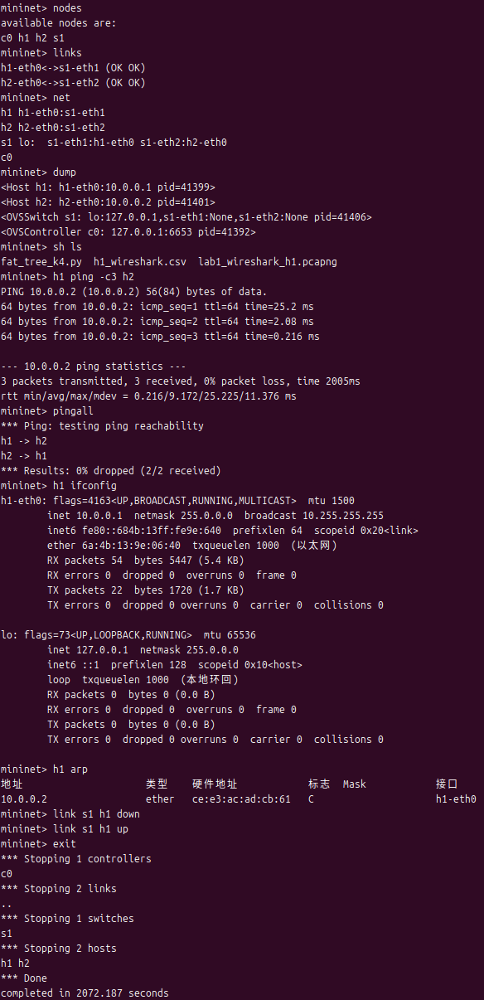 mininet> nodes
available nodes are:
c0 h1 h2 s1
mininet> links
h1-eth0<->s1-eth1 (OK OK)
h2-eth0<->s1-eth2 (OK OK)
mininet> net
h1 h1-eth0:s1-eth1
h2 h2-eth0:s1-eth2
s1 lo:  s1-eth1:h1-eth0 s1-eth2:h2-eth0
c0
mininet> dump
<Host h1: h1-eth0:10.0.0.1 pid=41399>
<Host h2: h2-eth0:10.0.0.2 pid=41401>
<OVSSwitch s1: lo:127.0.0.1,s1-eth1:None,s1-eth2:None pid=41406>
<OVSController c0: 127.0.0.1:6653 pid=41392>
mininet> sh ls
fat_tree_k4.py  h1_wireshark.csv  lab1_wireshark_h1.pcapng
mininet> h1 ping -c3 h2
PING 10.0.0.2 (10.0.0.2) 56(84) bytes of data.
64 bytes from 10.0.0.2: icmp_seq=1 ttl=64 time=25.2 ms
64 bytes from 10.0.0.2: icmp_seq=2 ttl=64 time=2.08 ms
64 bytes from 10.0.0.2: icmp_seq=3 ttl=64 time=0.216 ms

--- 10.0.0.2 ping statistics ---
3 packets transmitted, 3 received, 0% packet loss, time 2005ms
rtt min/avg/max/mdev = 0.216/9.172/25.225/11.376 ms
mininet> pingall
*** Ping: testing ping reachability
h1 -> h2
h2 -> h1
*** Results: 0% dropped (2/2 received)
mininet> h1 ifconfig
h1-eth0: flags=4163<UP,BROADCAST,RUNNING,MULTICAST>  mtu 1500
        inet 10.0.0.1  netmask 255.0.0.0  broadcast 10.255.255.255
        inet6 fe80::684b:13ff:fe9e:640  prefixlen 64  scopeid 0x20<link>
        ether 6a:4b:13:9e:06:40  txqueuelen 1000  (以太网)
        RX packets 54  bytes 5447 (5.4 KB)
        RX errors 0  dropped 0  overruns 0  frame 0
        TX packets 22  bytes 1720 (1.7 KB)
        TX errors 0  dropped 0 overruns 0  carrier 0  collisions 0

lo: flags=73<UP,LOOPBACK,RUNNING>  mtu 65536
        inet 127.0.0.1  netmask 255.0.0.0
        inet6 ::1  prefixlen 128  scopeid 0x10<host>
        loop  txqueuelen 1000  (本地环回)
        RX packets 0  bytes 0 (0.0 B)
        RX errors 0  dropped 0  overruns 0  frame 0
        TX packets 0  bytes 0 (0.0 B)
        TX errors 0  dropped 0 overruns 0  carrier 0  collisions 0

mininet> h1 arp
地址                     类型    硬件地址            标志  Mask            接口
10.0.0.2                 ether   ce:e3:ac:ad:cb:61   C                     h1-eth0
mininet> link s1 h1 down
mininet> link s1 h1 up
mininet> exit
*** Stopping 1 controllers
c0
*** Stopping 2 links
..
*** Stopping 1 switches
s1
*** Stopping 2 hosts
h1 h2
*** Done
completed in 2072.187 seconds